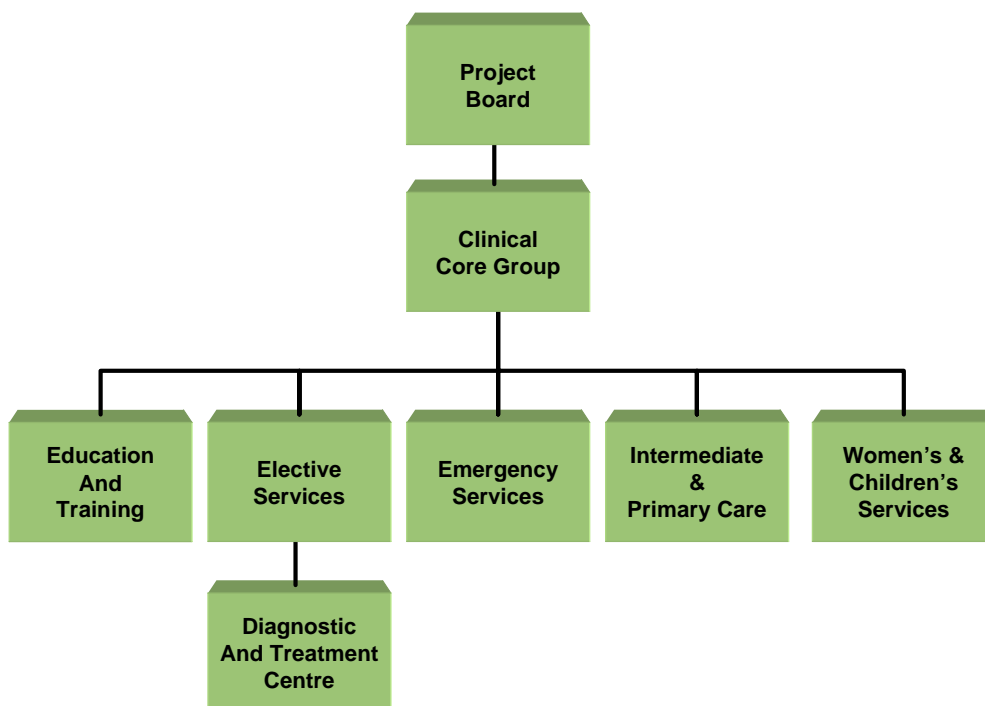 Project
Board
Clinical
Core Group
Education
And
Training
Elective
Services
Emergency
Services
Intermediate
&
Primary Care
Women’s &
Children’s
Services
Diagnostic
And Treatment
Centre